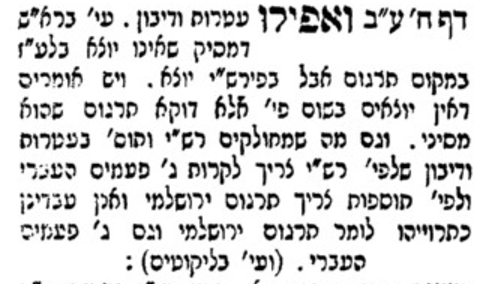 דף ח' ע"ב ואפילו עטרות ודיבון. עי' ברא"ש
דמסיק שאינו יוצא בלע"ז
במקום תרגום אבל בפירש"י יוצא. ויש אומרים
דאין יוצאים בשום פי' אלא דוקא תרגום שהוא
מסיני. וגם מה שמחולקים רש"י ותוס' בעטרות
ודיבון שלפי' רש"י צריך לקרות ג' פעמים העברי
ולפי' תוספות צריך תרגום ירושלמי ואנן עבדינן
כתרוייהו לומר תרגום ירושלמי וגם ג' פעמים
העברי. (ועי' בליקוטים):